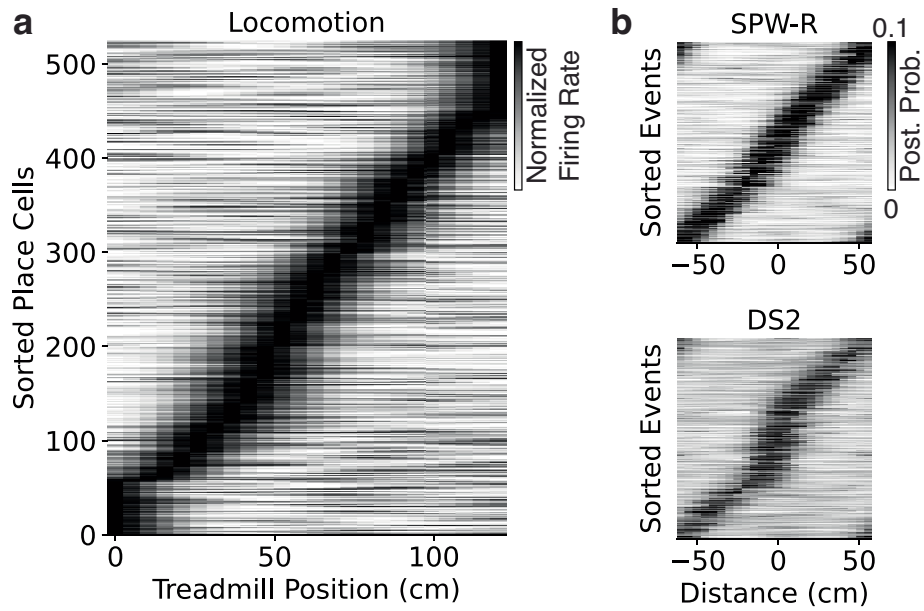 a
Locomotion
500
400
300
200
100
0
Sorted Place Cells
0 50 100
Treadmill Position (cm)
Normalized
Firing Rate
b
SPW-R
Sorted Events
−50 0 50
0.1
Post. Prob.
0
DS2
Sorted Events
−50 0 50
Distance (cm)